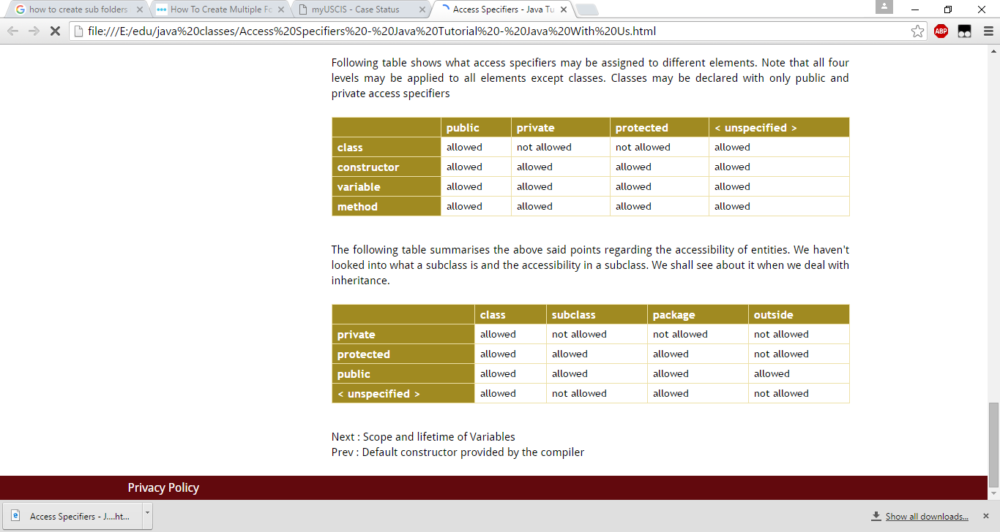 how to create sub folders
How To Create Multiple Fo
myUSCIS - Case Status
Access Specifiers - Java Tu
file:///E:/edu/java%20classes/Access%20Specifiers%20-%20Java%20Tutorial%20-%20Java%20With%20Us.html
ABP
Following table shows what access specifiers may be assigned to different elements. Note that all four
levels may be applied to all elements except classes. Classes may be declared with only public and
private access specifiers
public private protected < unspecified >
class allowed not allowed not allowed allowed
constructor allowed allowed allowed allowed
variable allowed allowed allowed allowed
method allowed allowed allowed allowed
The following table summarises the above said points regarding the accessibility of entities. We haven't
looked into what a subclass is and the accessibility in a subclass. We shall see about it when we deal with
inheritance.
class subclass package outside
private allowed not allowed not allowed not allowed
protected allowed allowed allowed not allowed
public allowed allowed allowed allowed
< unspecified > allowed not allowed allowed not allowed
Next : Scope and lifetime of Variables
Prev : Default constructor provided by the compiler
Privacy Policy
Access Specifiers - J....ht...
Show all downloads...